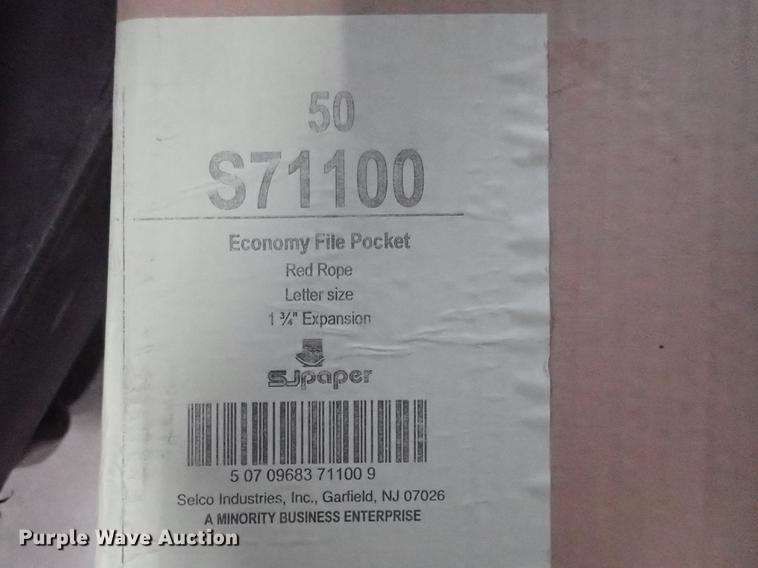 50
S71100
Economy File Pocket
Red Rope
Letter size
1 ¾" Expansion
SJpaper
5 07 09683 71100 9
Selco Industries, Inc., Garfield, NJ 07026
A MINORITY BUSINESS ENTERPRISE
Purple Wave Auction